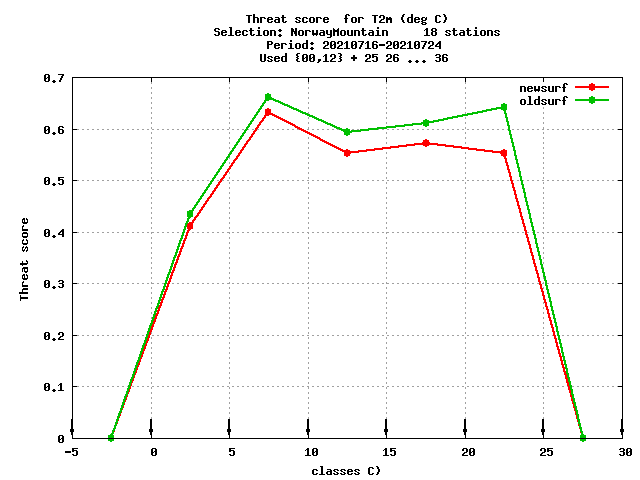 Threat score  for T2m (deg C)
Selection: NorwayMountain     18 stations
Period: 20210716-20210724
Used {00,12} + 25 26 ... 36
newsurf
oldsurf
0.7
0.6
0.5
0.4
0.3
0.2
0.1
0
Threat score
-5 0 5 10 15 20 25 30
classes C)